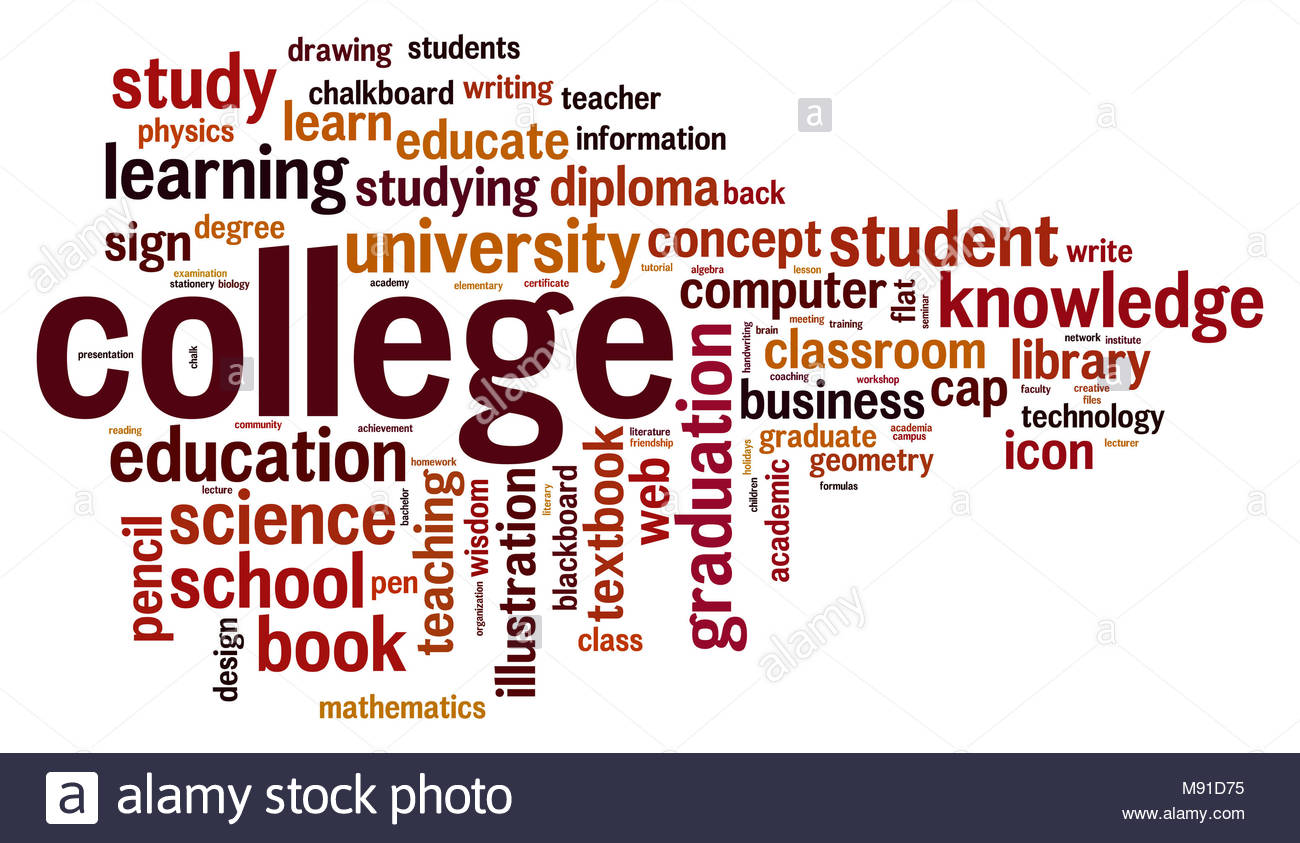 drawing
students
study
chalkboard
writing
teacher
physics
learn
educate
information
learning
studying
diploma
back
sign
degree
university
concept
student
write
examination
stationery
biology
academy
elementary
certificate
tutorial
algebra
lesson
computer
flat
seminar
knowledge
college
presentation
chalk
graduation
handwriting
brain
meeting
training
classroom
network
institute
library
coaching
workshop
cap
faculty
creative
files
business
technology
reading
community
achievement
literature
friendship
graduate
academia
campus
icon
lecturer
education
homework
textbook
web
holidays
geometry
lecture
bachelor
teaching
wisdom
illustration
literary
blackboard
children
academic
formulas
pencil
science
school
pen
organization
class
design
book
mathematics
alamy
alamy
alamy
alamy
alamy
a
a
a
a
a
a
a
a
a
a
a
a alamy stock photo
M91D75
www.alamy.com